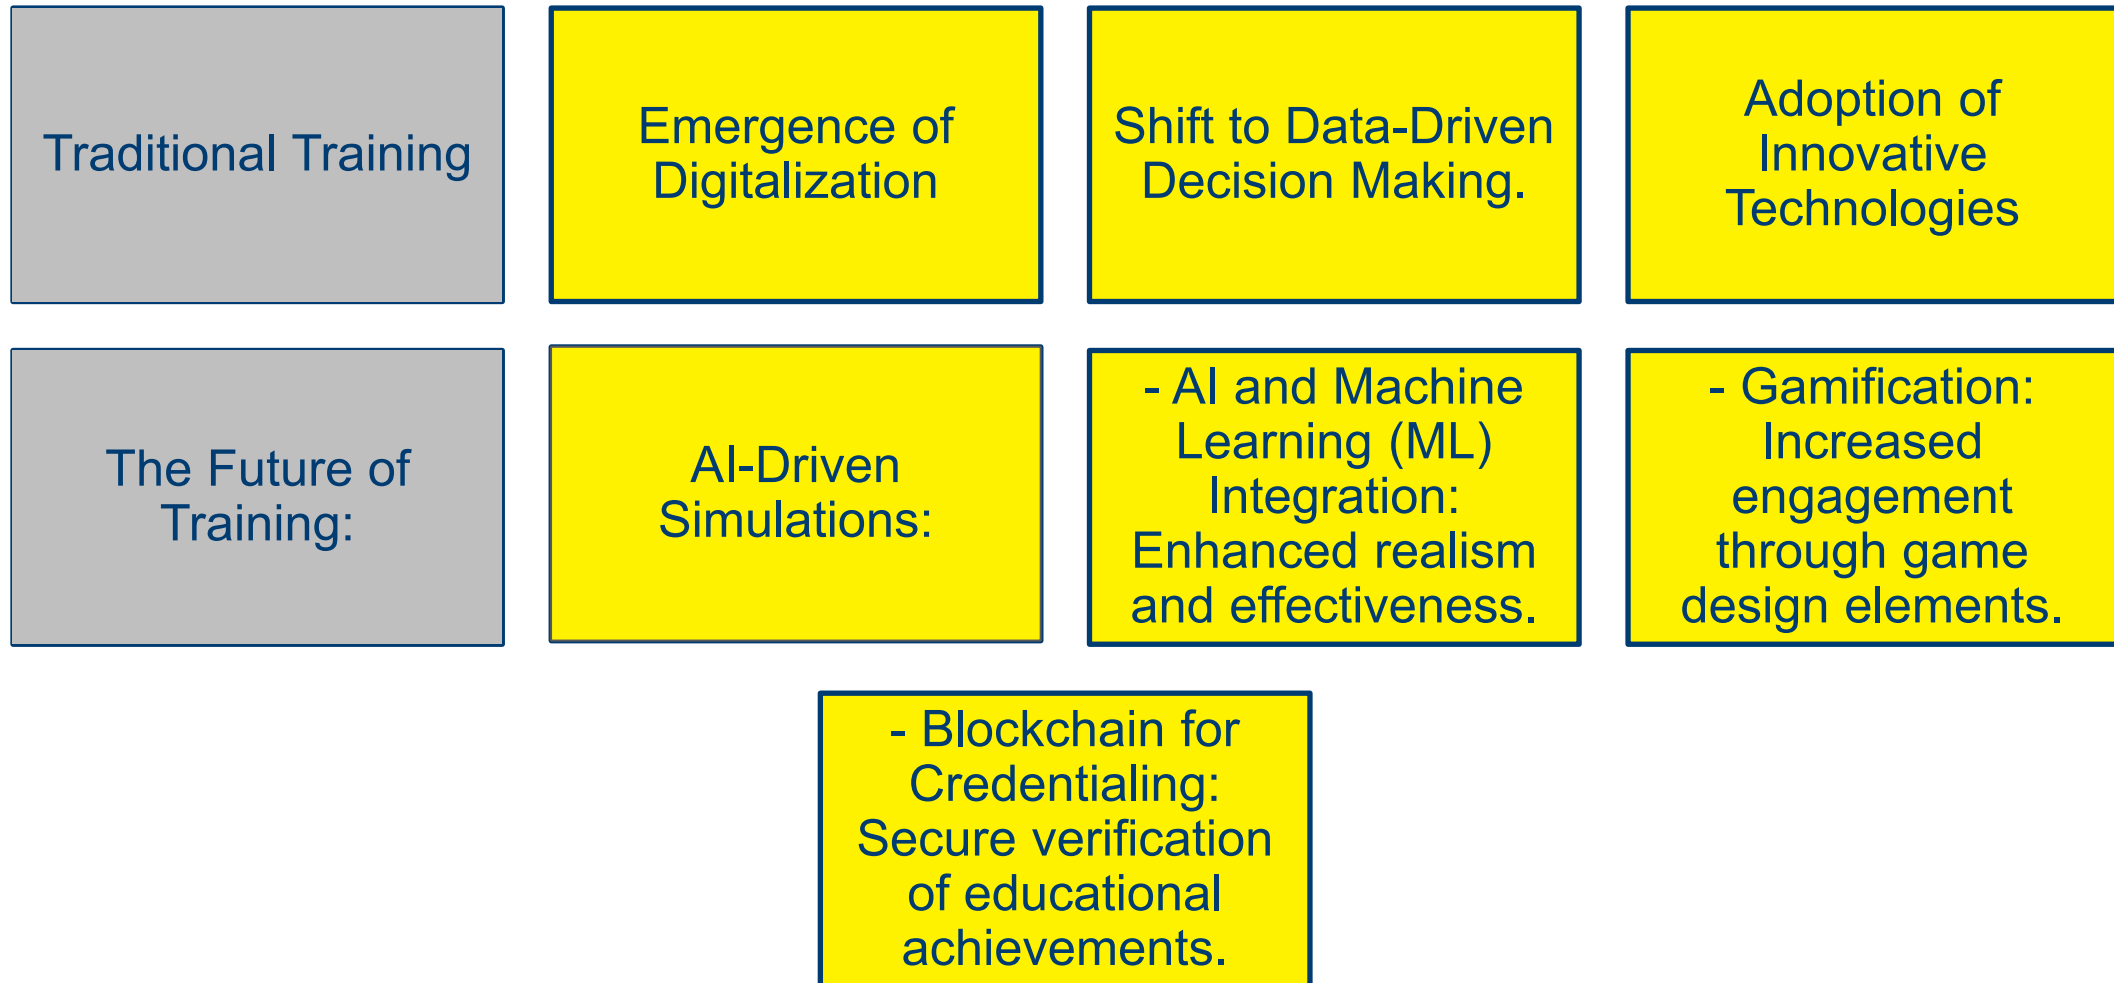 Traditional Training
Emergence of
Digitalization
Shift to Data-Driven
Decision Making.
Adoption of
Innovative
Technologies
The Future of
Training:
AI-Driven
Simulations:
- AI and Machine
Learning (ML)
Integration:
Enhanced realism
and effectiveness.
- Gamification:
Increased
engagement
through game
design elements.
- Blockchain for
Credentialing:
Secure verification
of educational
achievements.